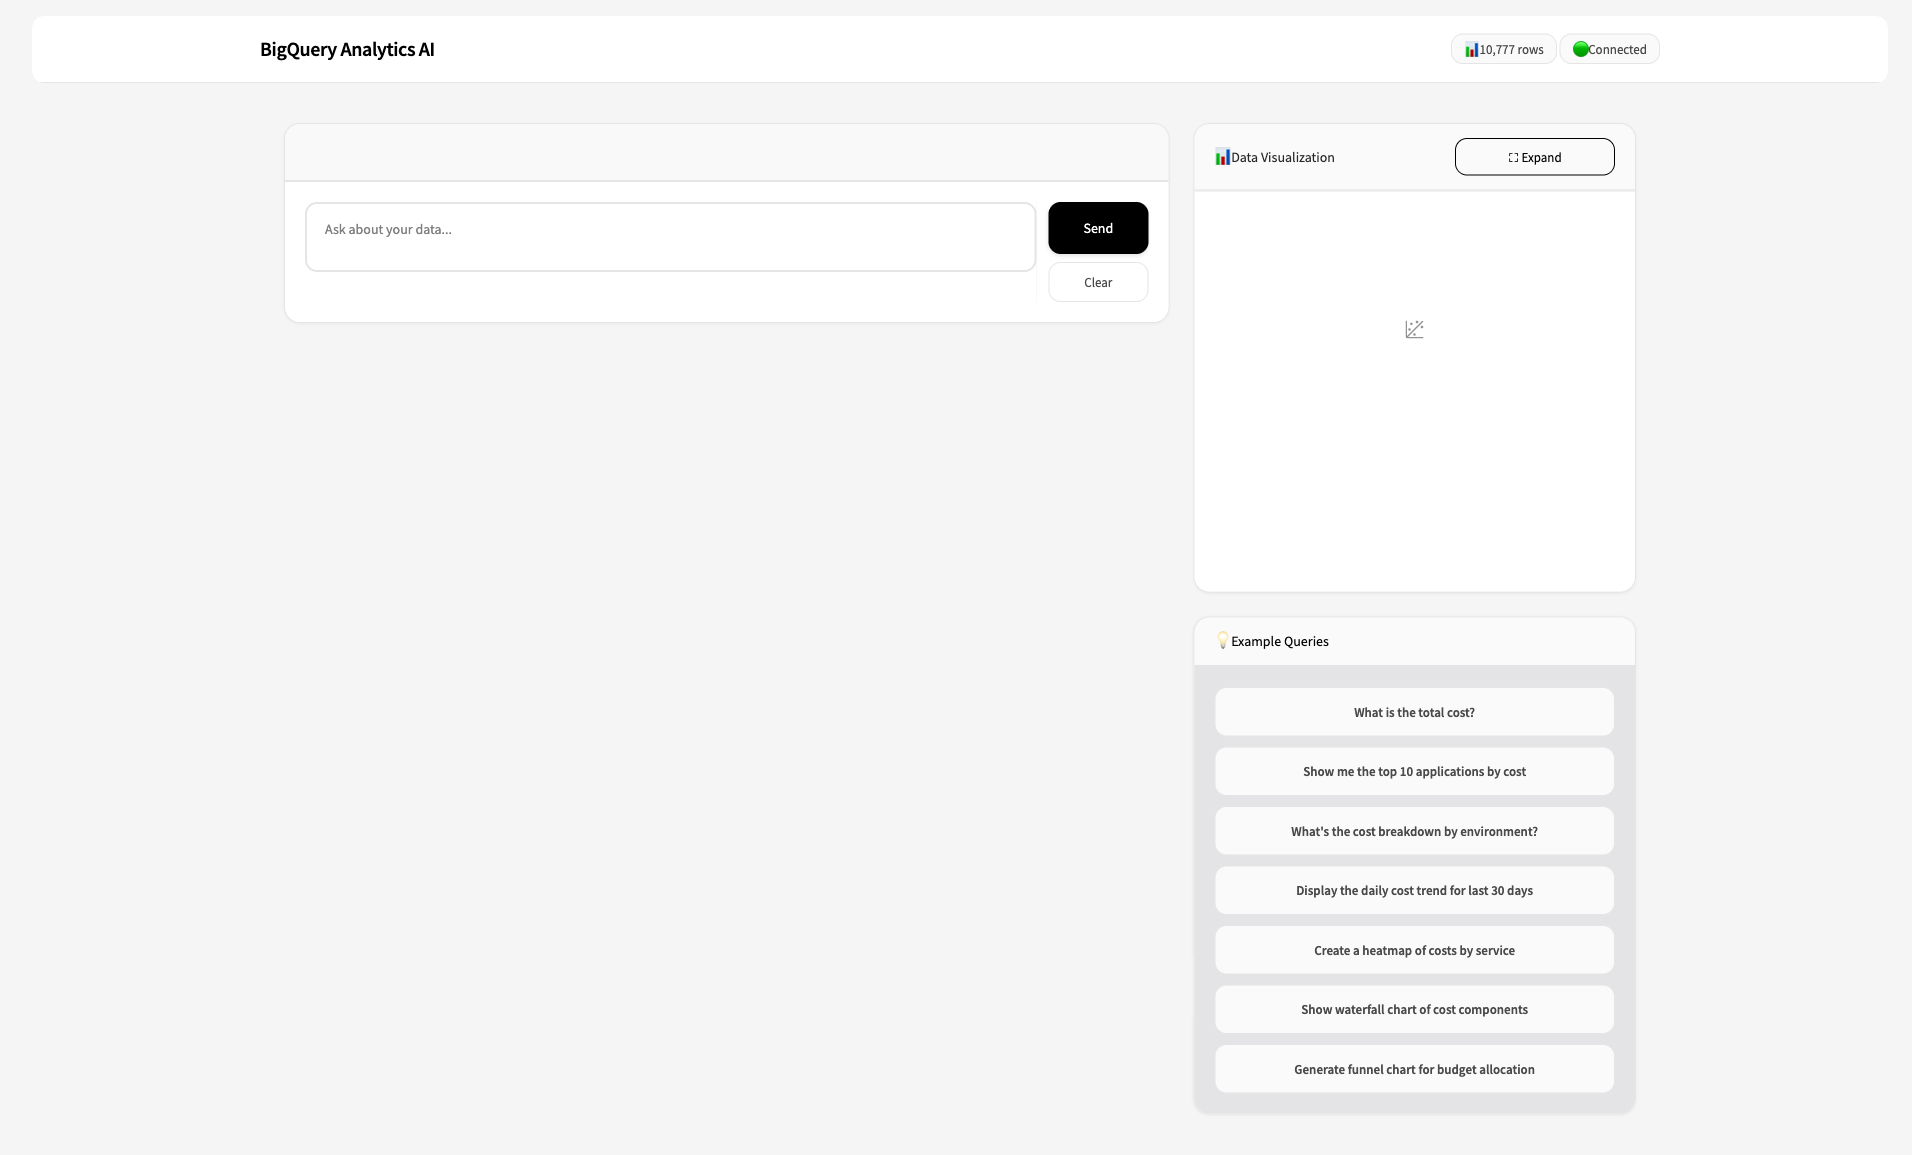 BigQuery Analytics AI
📊10,777 rows
🟢Connected
Ask about your data...
Send
Clear
📊Data Visualization
⛶ Expand
💡Example Queries
What is the total cost?
Show me the top 10 applications by cost
What's the cost breakdown by environment?
Display the daily cost trend for last 30 days
Create a heatmap of costs by service
Show waterfall chart of cost components
Generate funnel chart for budget allocation